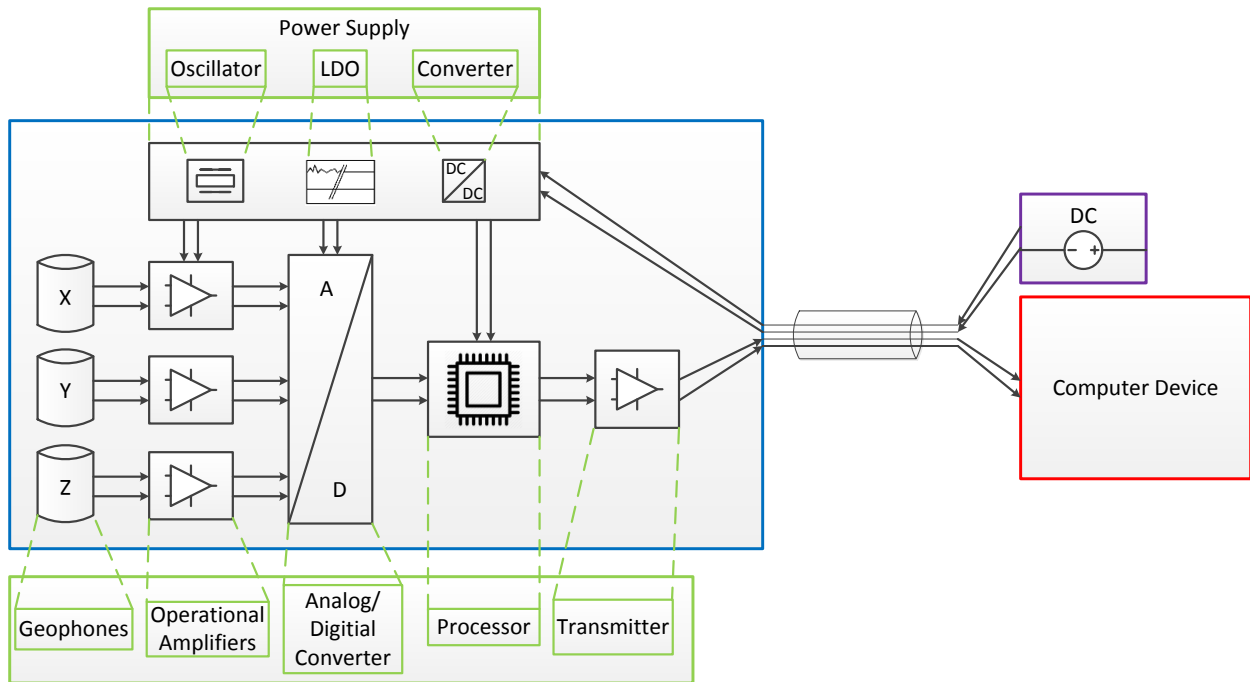 Power Supply
Oscillator
LDO
Converter
DC
DC
DC
X
A
Y
Computer Device
Z
D
Geophones
Operational
Amplifiers
Analog/
Digitial
Converter
Processor
Transmitter